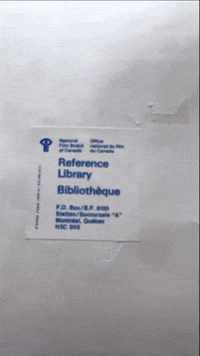 National
Film Board
of Canada
Office
national du film
du Canada
Reference
Library
Bibliothèque
P.O. Box/B.P. 6100
Station/Succursale "A"
Montréal, Québec
H3C 3H5